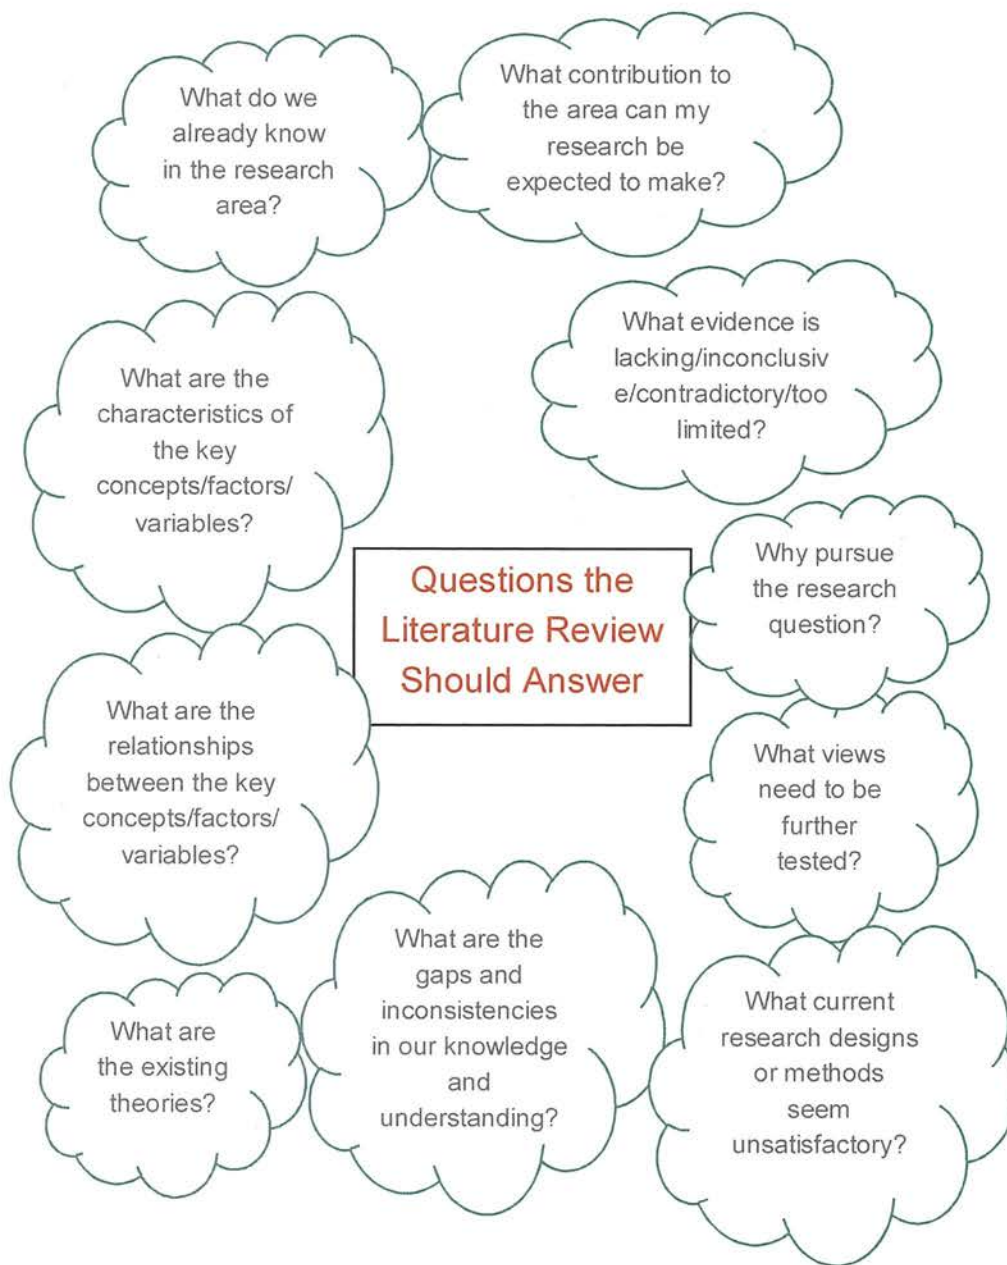 What do we
already know
in the research
area?
What contribution to
the area can my
research be
expected to make?
What are the
characteristics of
the key
concepts/factors/
variables?
What evidence is
lacking/inconclusiv
e/contradictory/too
limited?
Questions the
Literature Review
Should Answer
Why pursue
the research
question?
What are the
relationships
between the key
concepts/factors/
variables?
What views
need to be
further
tested?
What are
the existing
theories?
What are the
gaps and
inconsistencies
in our knowledge
and
understanding?
What current
research designs
or methods
seem
unsatisfactory?